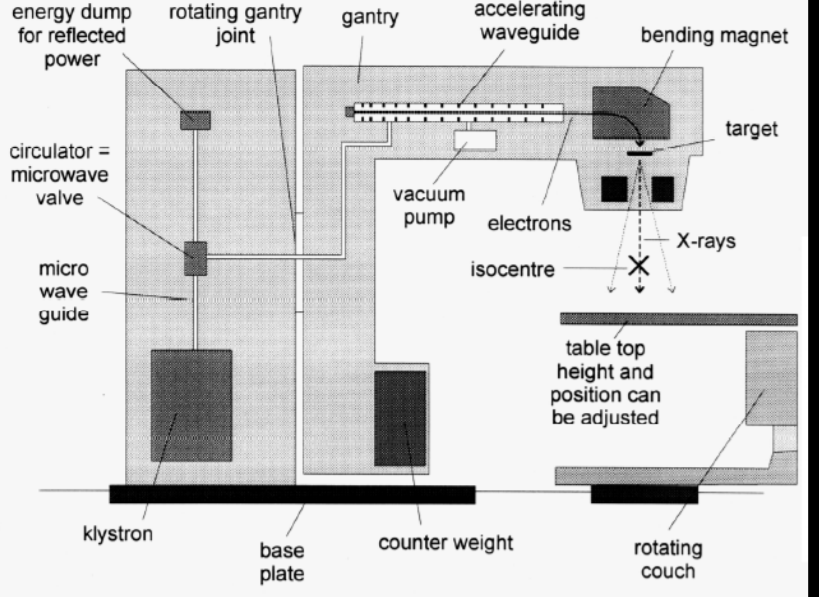 energy dump
for reflected
power
rotating gantry
joint
gantry
accelerating
waveguide
bending magnet
target
circulator =
microwave
valve
vacuum
pump
electrons
X-rays
isocentre
micro
wave
guide
table top
height and
position can
be adjusted
klystron
base
plate
counter weight
rotating
couch